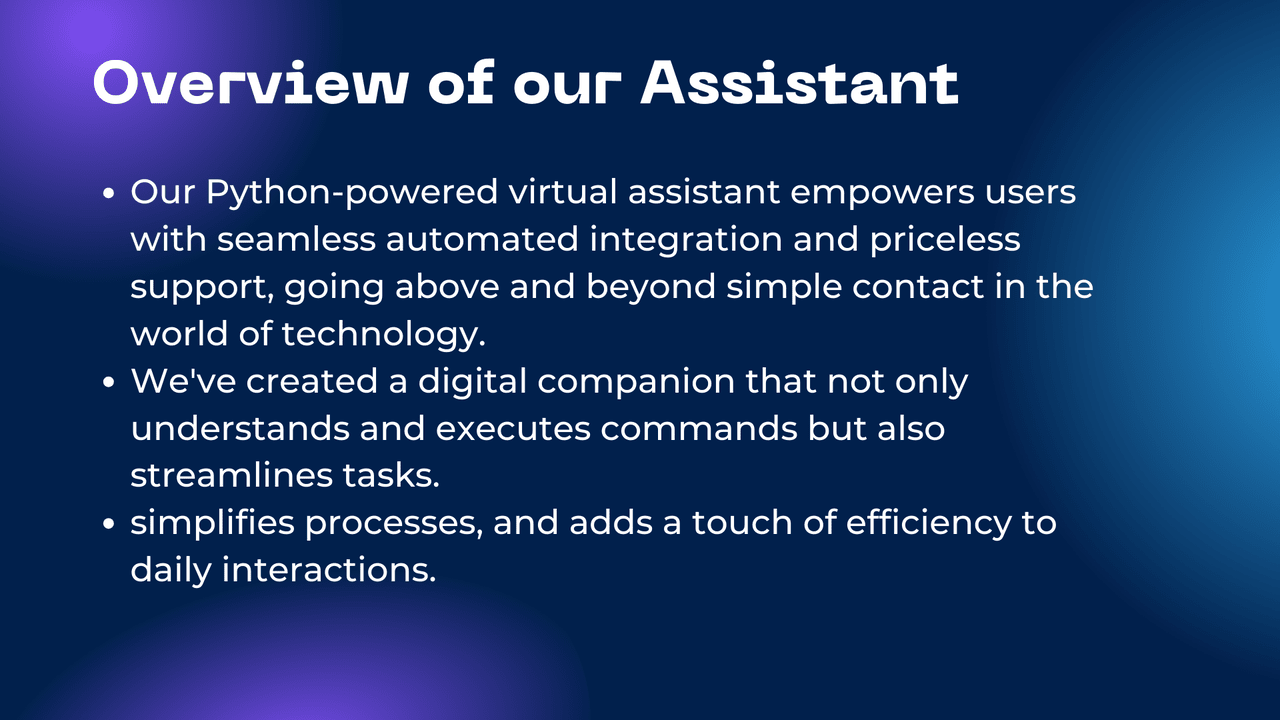 Overview of our Assistant
• Our Python-powered virtual assistant empowers users
with seamless automated integration and priceless
support, going above and beyond simple contact in the
world of technology.
• We've created a digital companion that not only
understands and executes commands but also
streamlines tasks.
• simplifies processes, and adds a touch of efficiency to
daily interactions.